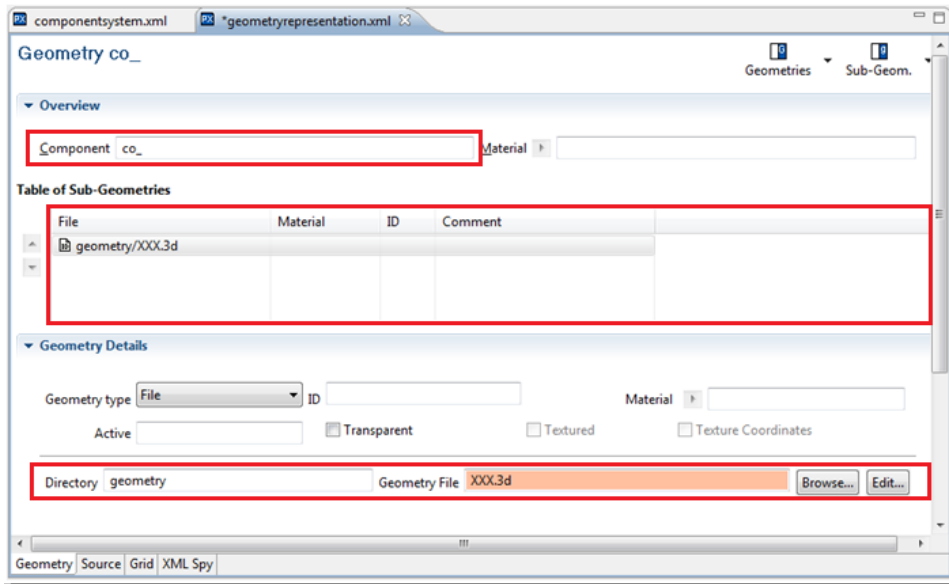 componentsystem.xml *geometryrepresentation.xml
Geometry co_
Geometries Sub-Geom.
Overview
Component co_ Material
Table of Sub-Geometries
File Material ID Comment
geometry/XXX.3d
Geometry Details
Geometry type File ID Material
Active Transparent Textured Texture Coordinates
Directory geometry Geometry File XXX.3d Browse... Edit...
Geometry Source Grid XML Spy